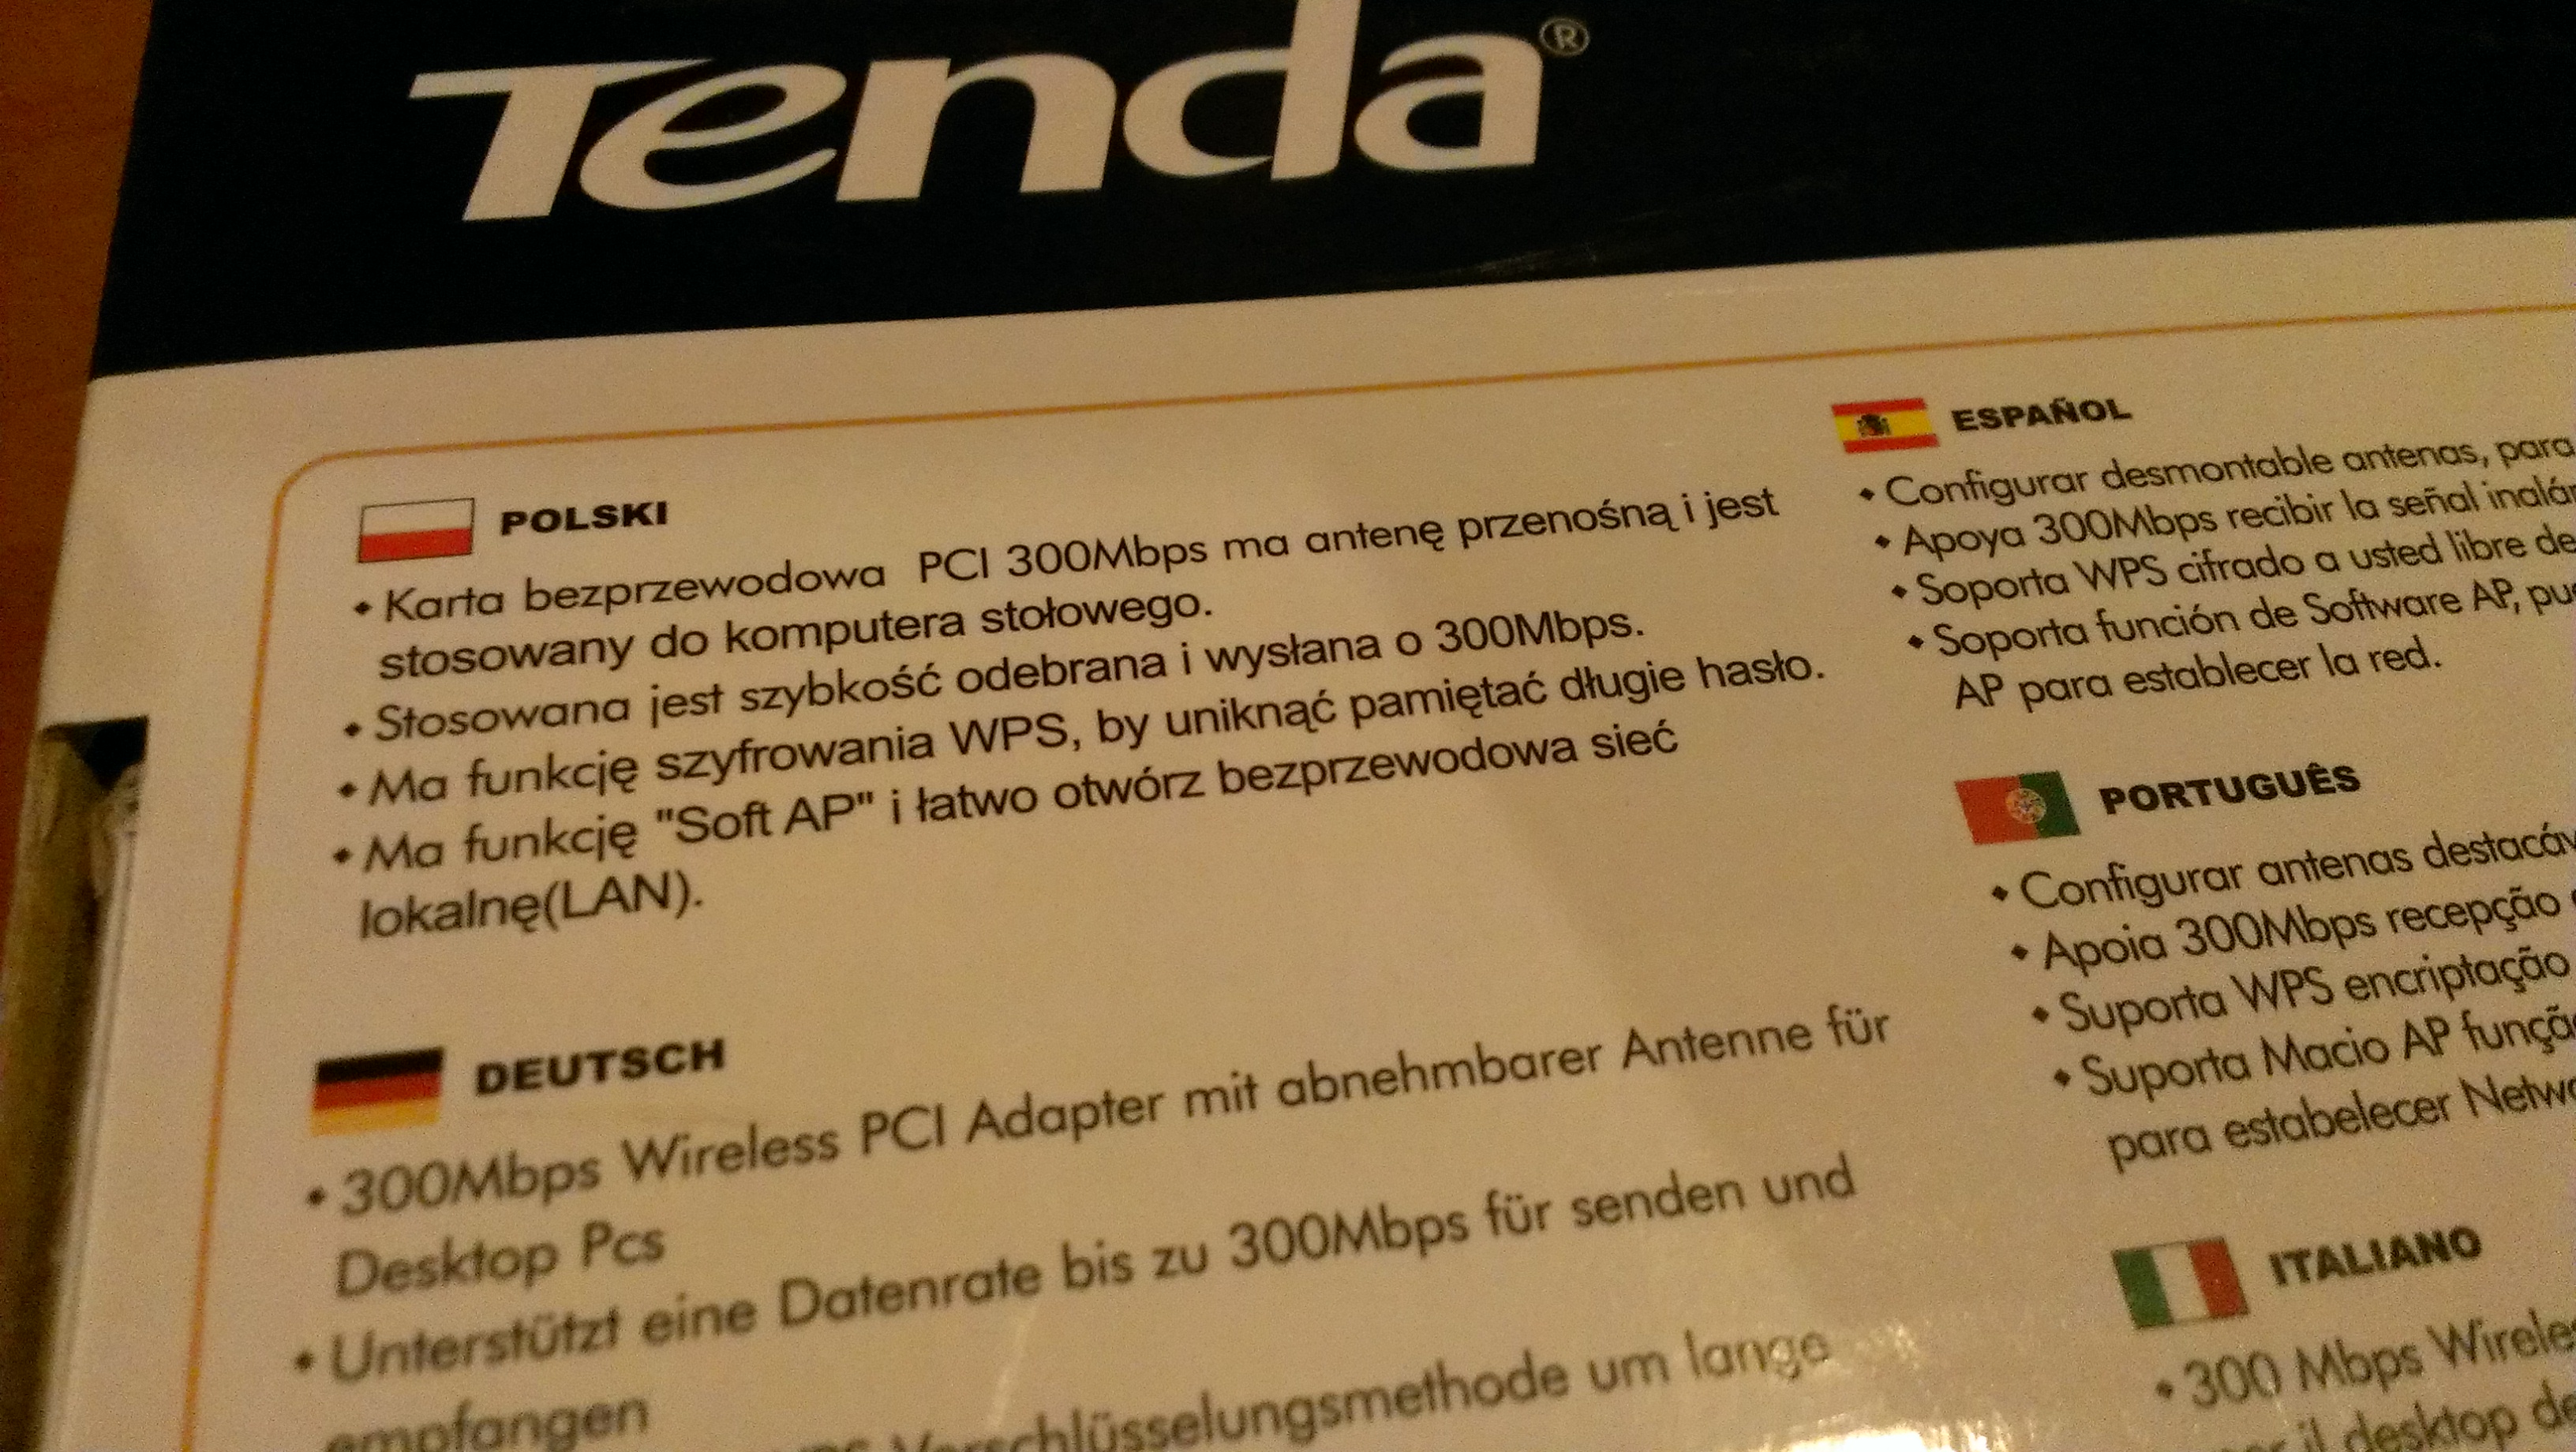 Tenda®
POLSKI
• Karta bezprzewodowa PCI 300Mbps ma antenę przenośną i jest
stosowany do komputera stołowego.
• Stosowana jest szybkość odebrana i wysłana o 300Mbps.
• Ma funkcję szyfrowania WPS, by uniknąć pamiętać długie hasło.
• Ma funkcję "Soft AP" i łatwo otwórz bezprzewodowa sieć
lokalnę(LAN).
DEUTSCH
• 300Mbps Wireless PCI Adapter mit abnehmbarer Antenne für
Desktop Pcs
• Unterstützt eine Datenrate bis zu 300Mbps für senden und
empfangen
Verschlüsselungsmethode um lange
ESPAÑOL
• Configurar desmontable antenas, para
• Apoya 300Mbps recibir la señal
• Soporta WPS cifrado a usted libre de
• Soporta función de Software AP,
AP para establecer la red.
PORTUGUÊS
• Configurar antenas
• Apoia 300Mbps recepção
• Suporta WPS encriptação
• Suporta Macio AP
para estabelecer
ITALIANO
• 300 Mbps
il desktop